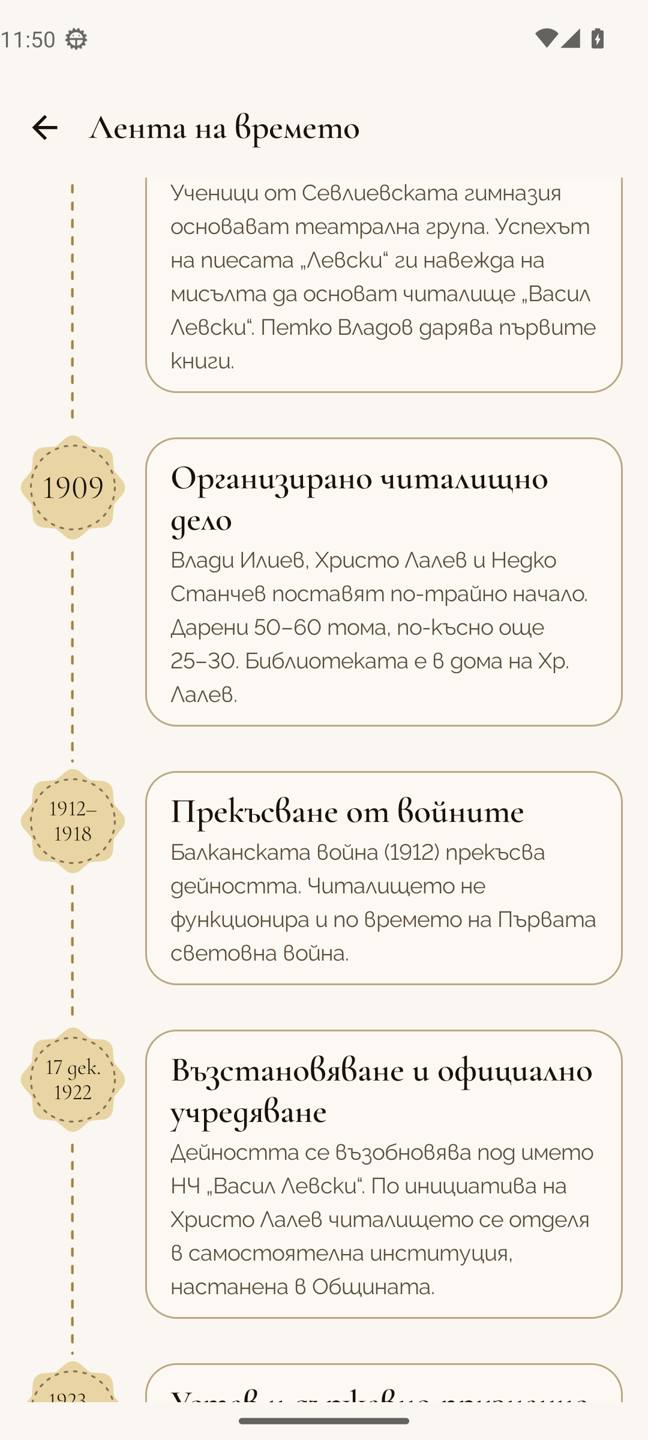 11:50
Лента на времето
Ученици от Севлиевската гимназия
основават театрална група. Успехът
на пиесата „Левски“ ги навежда на
мисълта да основат читалище „Васил
Левски“. Петко Владов дарява първите
книги.
1909
Организирано читалищно
дело
Влади Илиев, Христо Лалев и Недко
Станчев поставят по-трайно начало.
Дарени 50–60 тома, по-късно още
25–30. Библиотеката е в дома на Хр.
Лалев.
1912–
1918
Прекъсване от войните
Балканската война (1912) прекъсва
дейността. Читалището не
функционира и по времето на Първата
световна война.
17 дек.
1922
Възстановяване и официално
учредяване
Дейността се възобновява под името
НЧ „Васил Левски“. По инициатива на
Христо Лалев читалището се отделя
в самостоятелна институция,
настанена в Общината.
1923
Устав и държавно признание